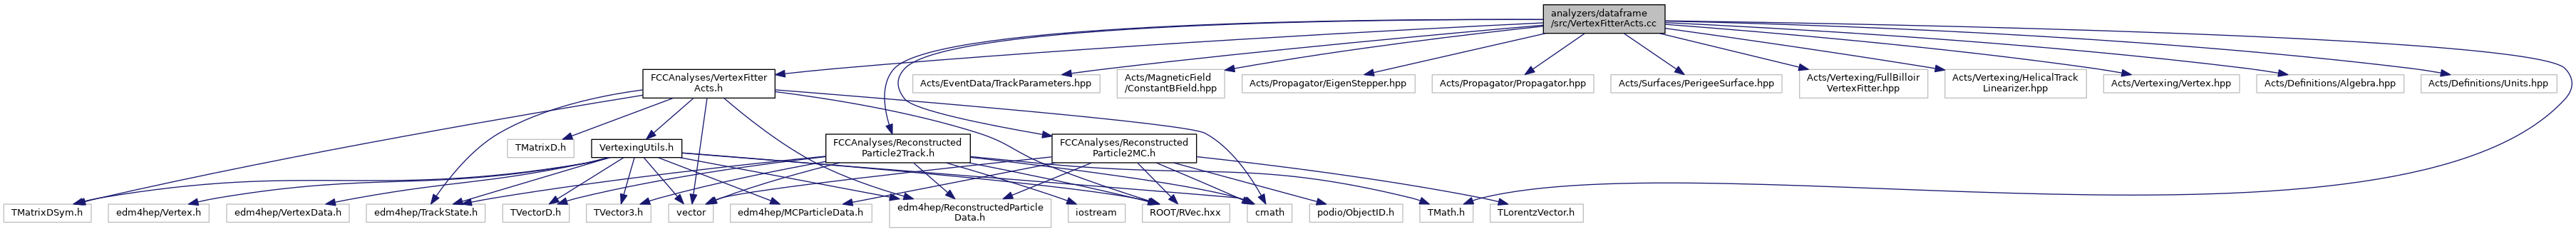 analyzers/dataframe
/src/VertexFitterActs.cc
FCCAnalyses/VertexFitter
Acts.h
Acts/EventData/TrackParameters.hpp
Acts/MagneticField
/ConstantBField.hpp
Acts/Propagator/EigenStepper.hpp
Acts/Propagator/Propagator.hpp
Acts/Surfaces/PerigeeSurface.hpp
Acts/Vertexing/FullBilloir
VertexFitter.hpp
Acts/Vertexing/HelicalTrack
Linearizer.hpp
Acts/Vertexing/Vertex.hpp
Acts/Definitions/Algebra.hpp
Acts/Definitions/Units.hpp
TMatrixD.h
VertexingUtils.h
FCCAnalyses/Reconstructed
Particle2Track.h
FCCAnalyses/Reconstructed
Particle2MC.h
TMatrixDSym.h
edm4hep/Vertex.h
edm4hep/VertexData.h
edm4hep/TrackState.h
TVectorD.h
TVector3.h
vector
edm4hep/MCParticleData.h
edm4hep/ReconstructedParticle
Data.h
iostream
ROOT/RVec.hxx
cmath
podio/ObjectID.h
TMath.h
TLorentzVector.h